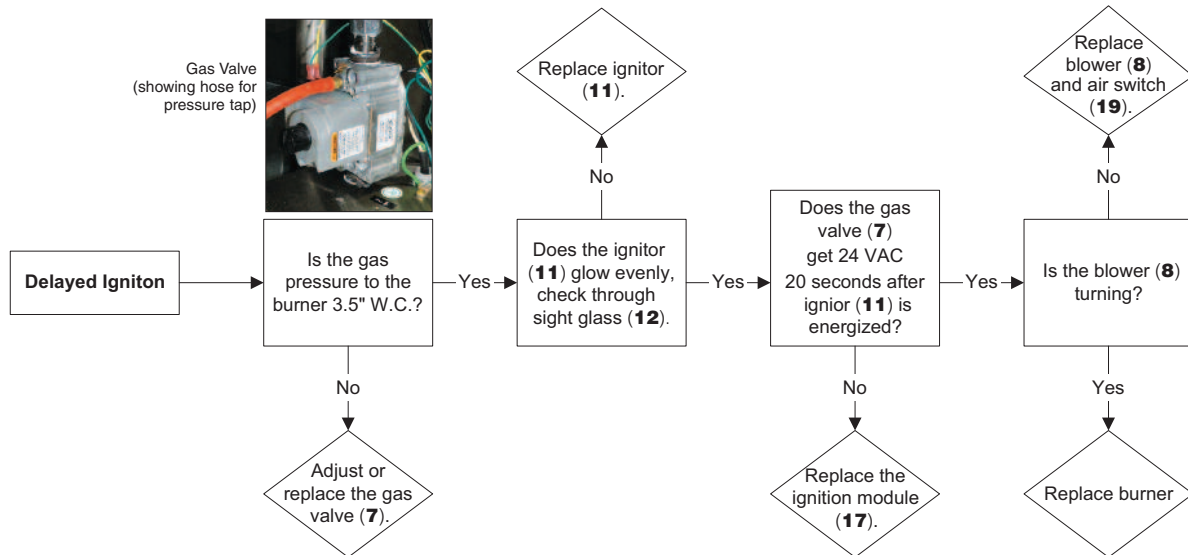 Gas Valve
(showing hose for
pressure tap)
Replace ignitor
(11).
Replace
blower (8)
and air switch
(19).
No
No
Delayed Igniton
Is the gas
pressure to the
burner 3.5" W.C.?
Yes
Does the ignitor
(11) glow evenly,
check through
sight glass (12).
Yes
Does the gas
valve (7)
get 24 VAC
20 seconds after
ignior (11) is
energized?
Yes
Is the blower (8)
turning?
No
No
Yes
Adjust or
replace the gas
valve (7).
Replace the
ignition module
(17).
Replace burner